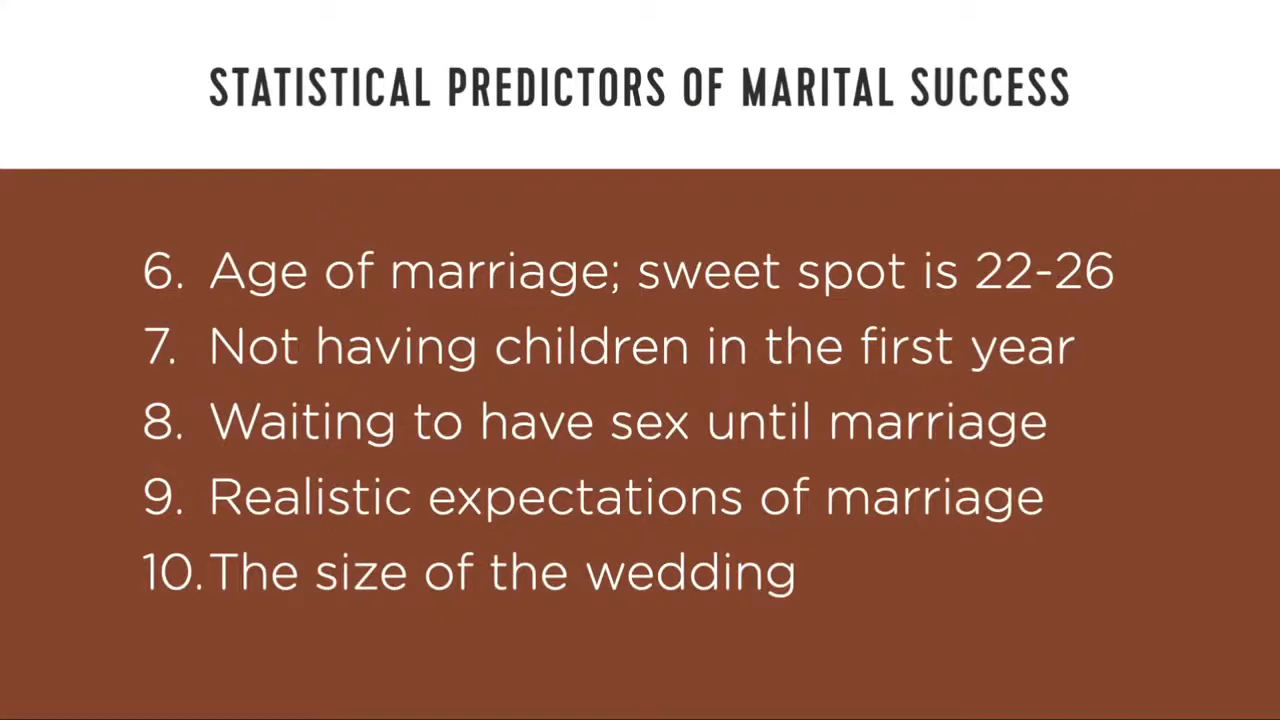 STATISTICAL PREDICTORS OF MARITAL SUCCESS
6. Age of marriage; sweet spot is 22-26
7. Not having children in the first year
8. Waiting to have sex until marriage
9. Realistic expectations of marriage
10. The size of the wedding